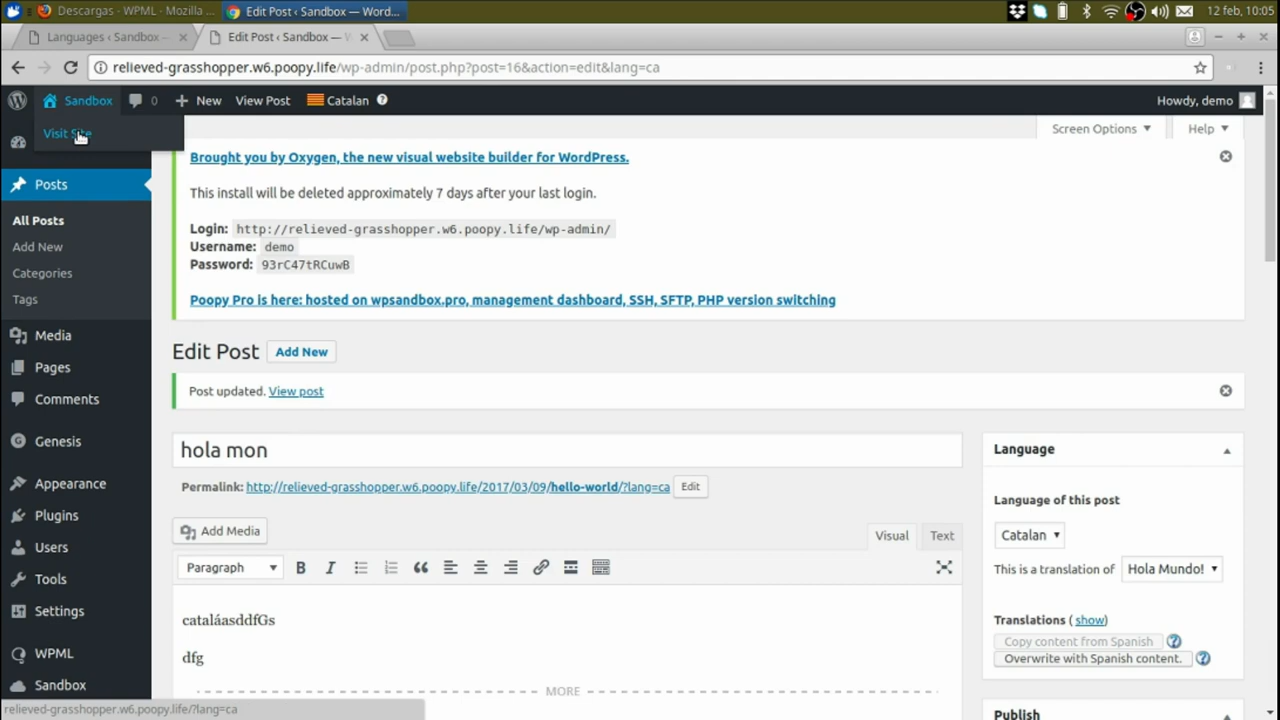 Descargas - WPML - Mozilla ...
Edit Post ‹ Sandbox — Word...
12 feb, 10:05
Languages ‹ Sandbox —
Edit Post ‹ Sandbox — W
relieved-grasshopper.w6.poopy.life/wp-admin/post.php?post=16&action=edit&lang=ca
Sandbox
0
New
View Post
Catalan
Howdy, demo
Visit Site
Screen Options
Help
Brought you by Oxygen, the new visual website builder for WordPress.
This install will be deleted approximately 7 days after your last login.
Login: http://relieved-grasshopper.w6.poopy.life/wp-admin/
Username: demo
Password: 93rC47tRCuwB
Poopy Pro is here: hosted on wpsandbox.pro, management dashboard, SSH, SFTP, PHP version switching
Posts
All Posts
Add New
Categories
Tags
Media
Pages
Comments
Genesis
Appearance
Plugins
Users
Tools
Settings
WPML
Sandbox
Edit Post
Add New
Post updated. View post
hola mon
Permalink: http://relieved-grasshopper.w6.poopy.life/2017/03/09/hello-world/?lang=ca
Edit
Add Media
Visual
Text
Paragraph
cataláasddfGs
dfg
MORE
Language
Language of this post
Catalan
This is a translation of
Hola Mundo!
Translations (show)
Copy content from Spanish
Overwrite with Spanish content.
Publish
relieved-grasshopper.w6.poopy.life/?lang=ca